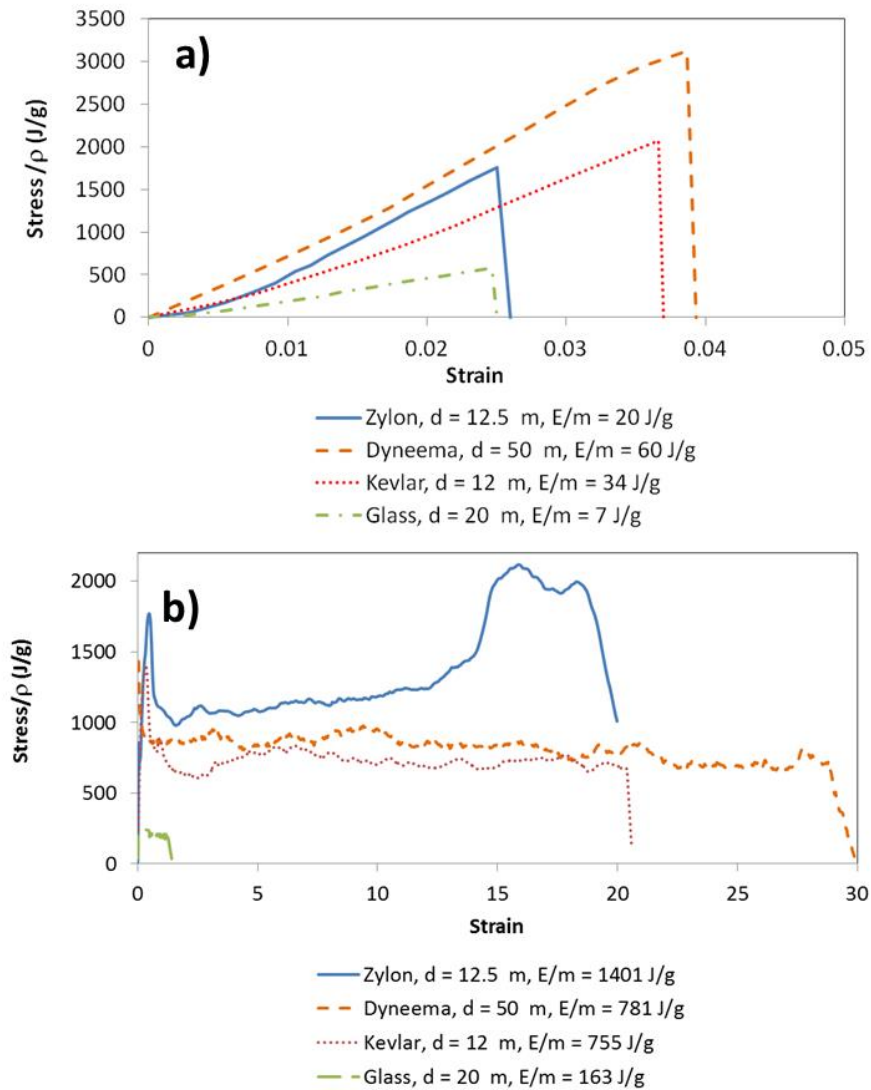 a)
3500
3000
2500
2000
1500
1000
500
0
Stress /ρ (J/g)
0 0.01 0.02 0.03 0.04 0.05
Strain
Zylon, d = 12.5 m, E/m = 20 J/g
Dyneema, d = 50 m, E/m = 60 J/g
Kevlar, d = 12 m, E/m = 34 J/g
Glass, d = 20 m, E/m = 7 J/g
b)
2000
1500
1000
500
0
Stress/ρ (J/g)
0 5 10 15 20 25 30
Strain
Zylon, d = 12.5 m, E/m = 1401 J/g
Dyneema, d = 50 m, E/m = 781 J/g
Kevlar, d = 12 m, E/m = 755 J/g
Glass, d = 20 m, E/m = 163 J/g